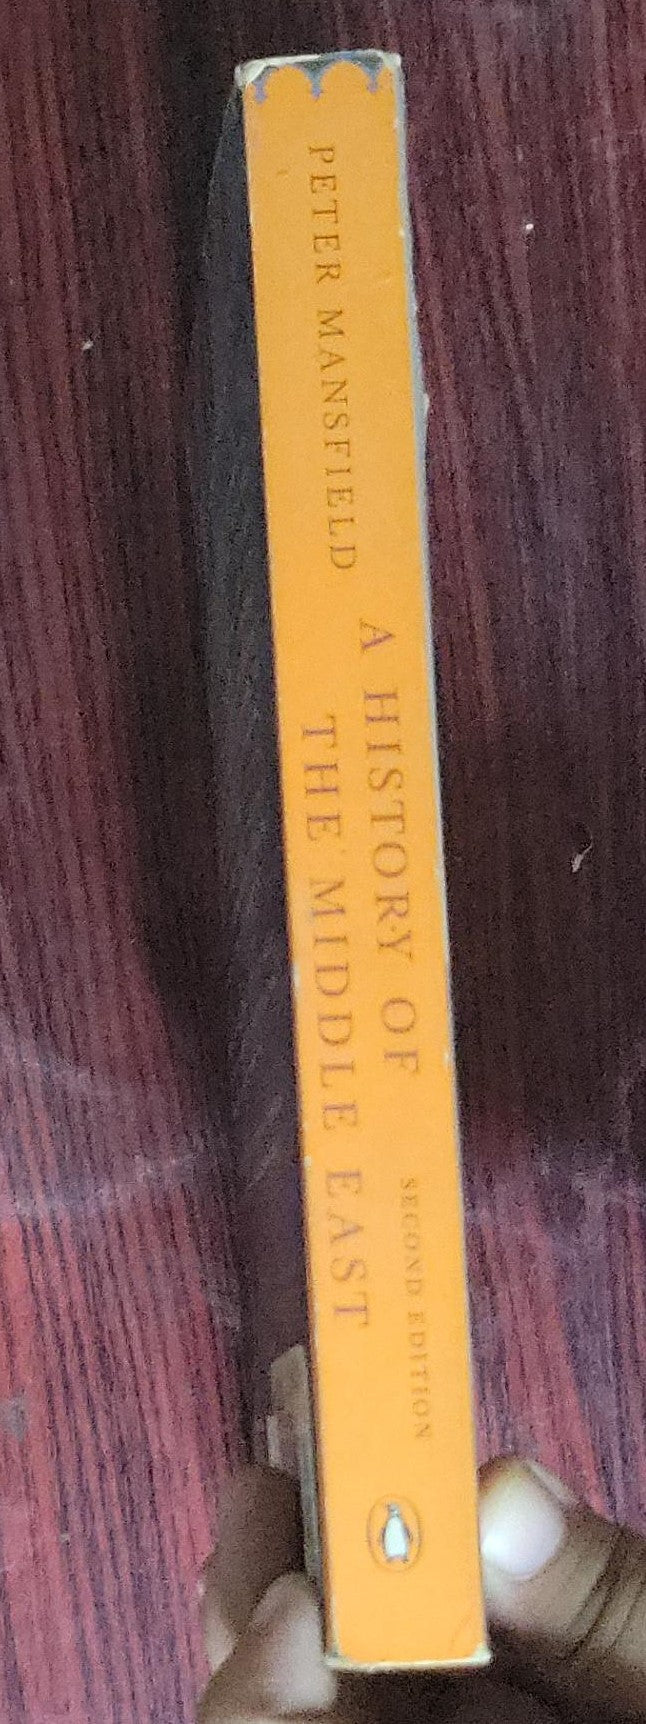 PETER MANSFIELD
A HISTORY OF
THE MIDDLE EAST
SECOND EDITION